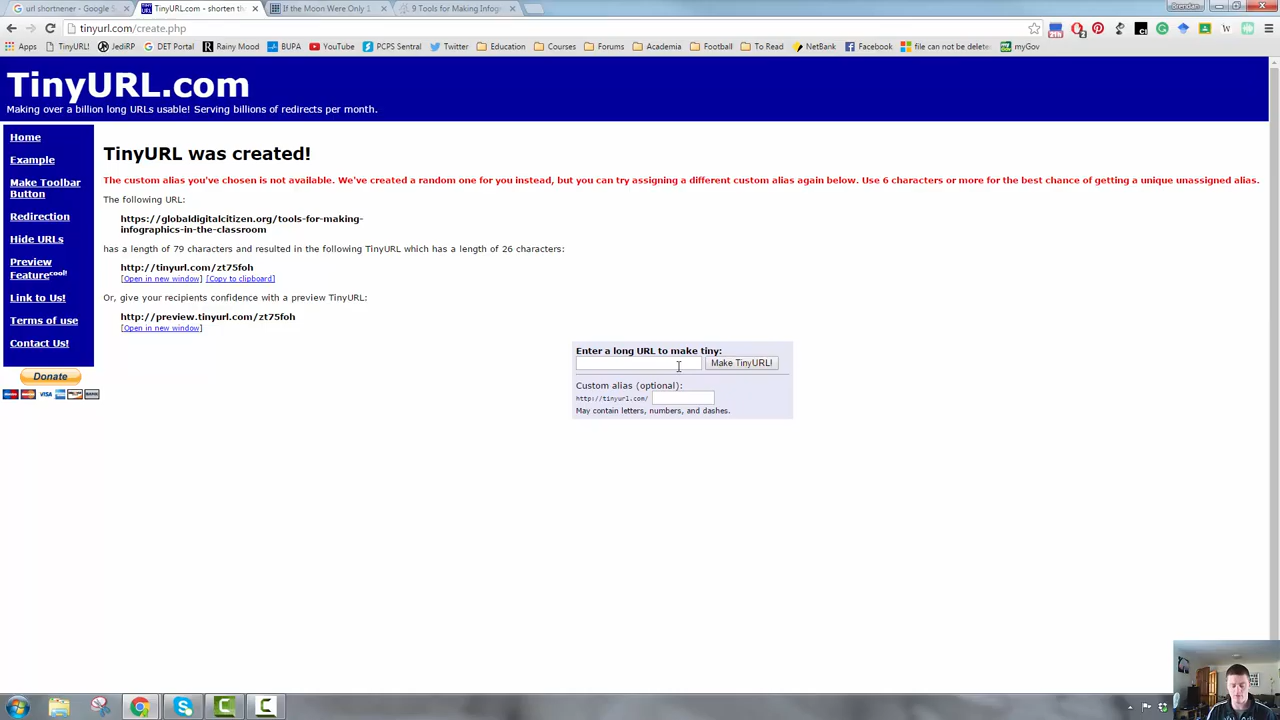 url shortnener - Google S
TinyURL.com - shorten th
If the Moon Were Only 1
9 Tools for Making Infog
Brendan
tinyurl.com/create.php
Apps TinyURL! JediRP DET Portal Rainy Mood BUPA YouTube PCPS Sentral Twitter Education Courses Forums Academia Football To Read NetBank Facebook file can not be delete myGov
TinyURL.com
Making over a billion long URLs usable! Serving billions of redirects per month.
Home
Example
Make Toolbar
Button
Redirection
Hide URLs
Preview
Feature cool!
Link to Us!
Terms of use
Contact Us!
Donate
TinyURL was created!
The custom alias you've chosen is not available. We've created a random one for you instead, but you can try assigning a different custom alias again below. Use 6 characters or more for the best chance of getting a unique unassigned alias.
The following URL:
https://globaldigitalcitizen.org/tools-for-making-
infographics-in-the-classroom
has a length of 79 characters and resulted in the following TinyURL which has a length of 26 characters:
http://tinyurl.com/zt75foh
[Open in new window] [Copy to clipboard]
Or, give your recipients confidence with a preview TinyURL:
http://preview.tinyurl.com/zt75foh
[Open in new window]
Enter a long URL to make tiny:
Make TinyURL!
Custom alias (optional):
http://tinyurl.com/
May contain letters, numbers, and dashes.